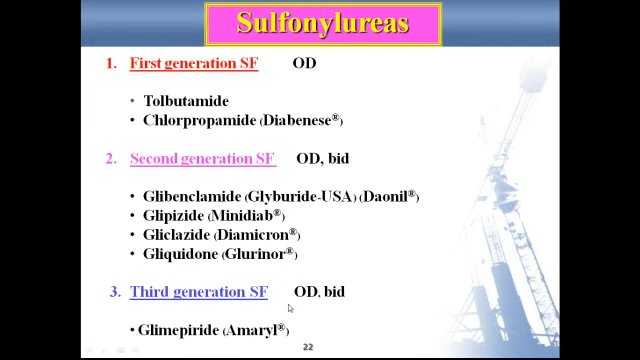 Sulfonylureas
1. First generation SF OD
• Tolbutamide
• Chlorpropamide (Diabenese®)
2. Second generation SF OD, bid
• Glibenclamide (Glyburide-USA) (Daonil®)
• Glipizide (Minidiab®)
• Gliclazide (Diamicron®)
• Gliquidone (Glurinor®)
3. Third generation SF OD, bid
• Glimepiride (Amaryl®)
22